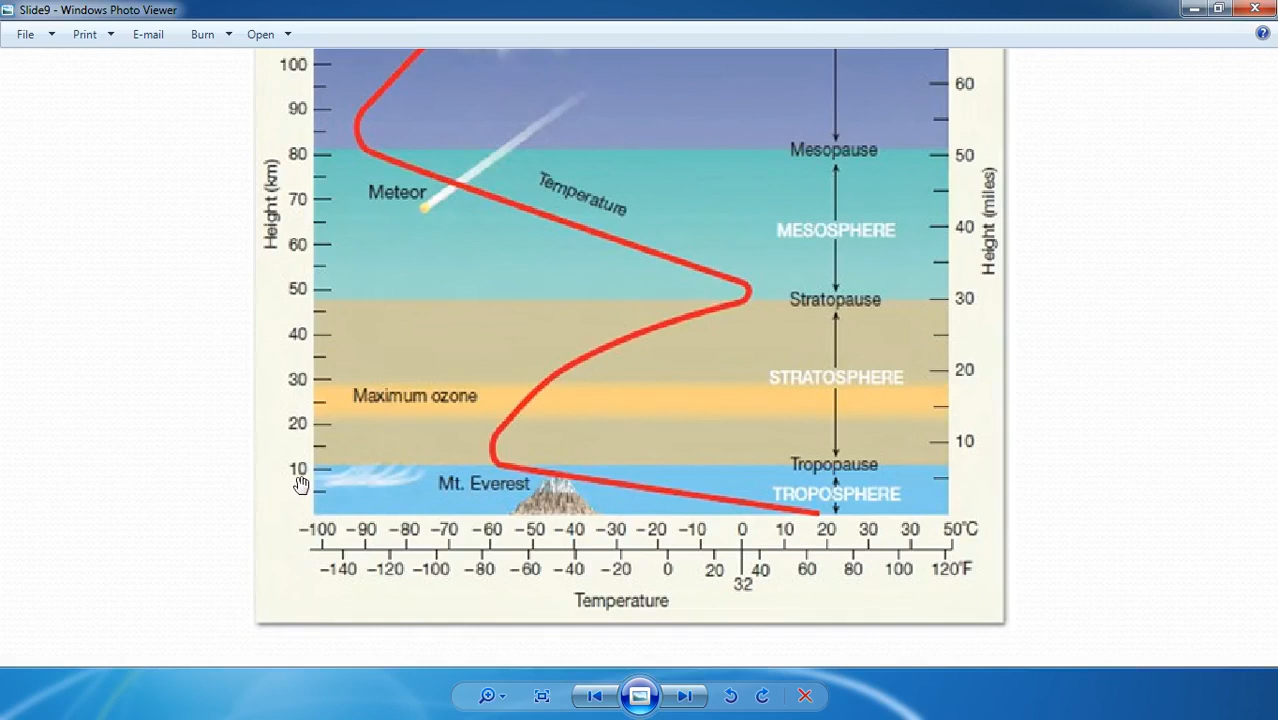 Slide9 - Windows Photo Viewer
File Print E-mail Burn Open
100
90
80
70
60
50
40
30
20
10
Height (km)
60
50
40
30
20
10
Height (miles)
Mesopause
Meteor
Temperature
MESOSPHERE
Stratopause
STRATOSPHERE
Maximum ozone
Tropopause
Mt. Everest
TROPOSPHERE
-100 -90 -80 -70 -60 -50 -40 -30 -20 -10 0 10 20 30 30 50°C
-140 -120 -100 -80 -60 -40 -20 0 20 40 60 80 100 120°F
32
Temperature